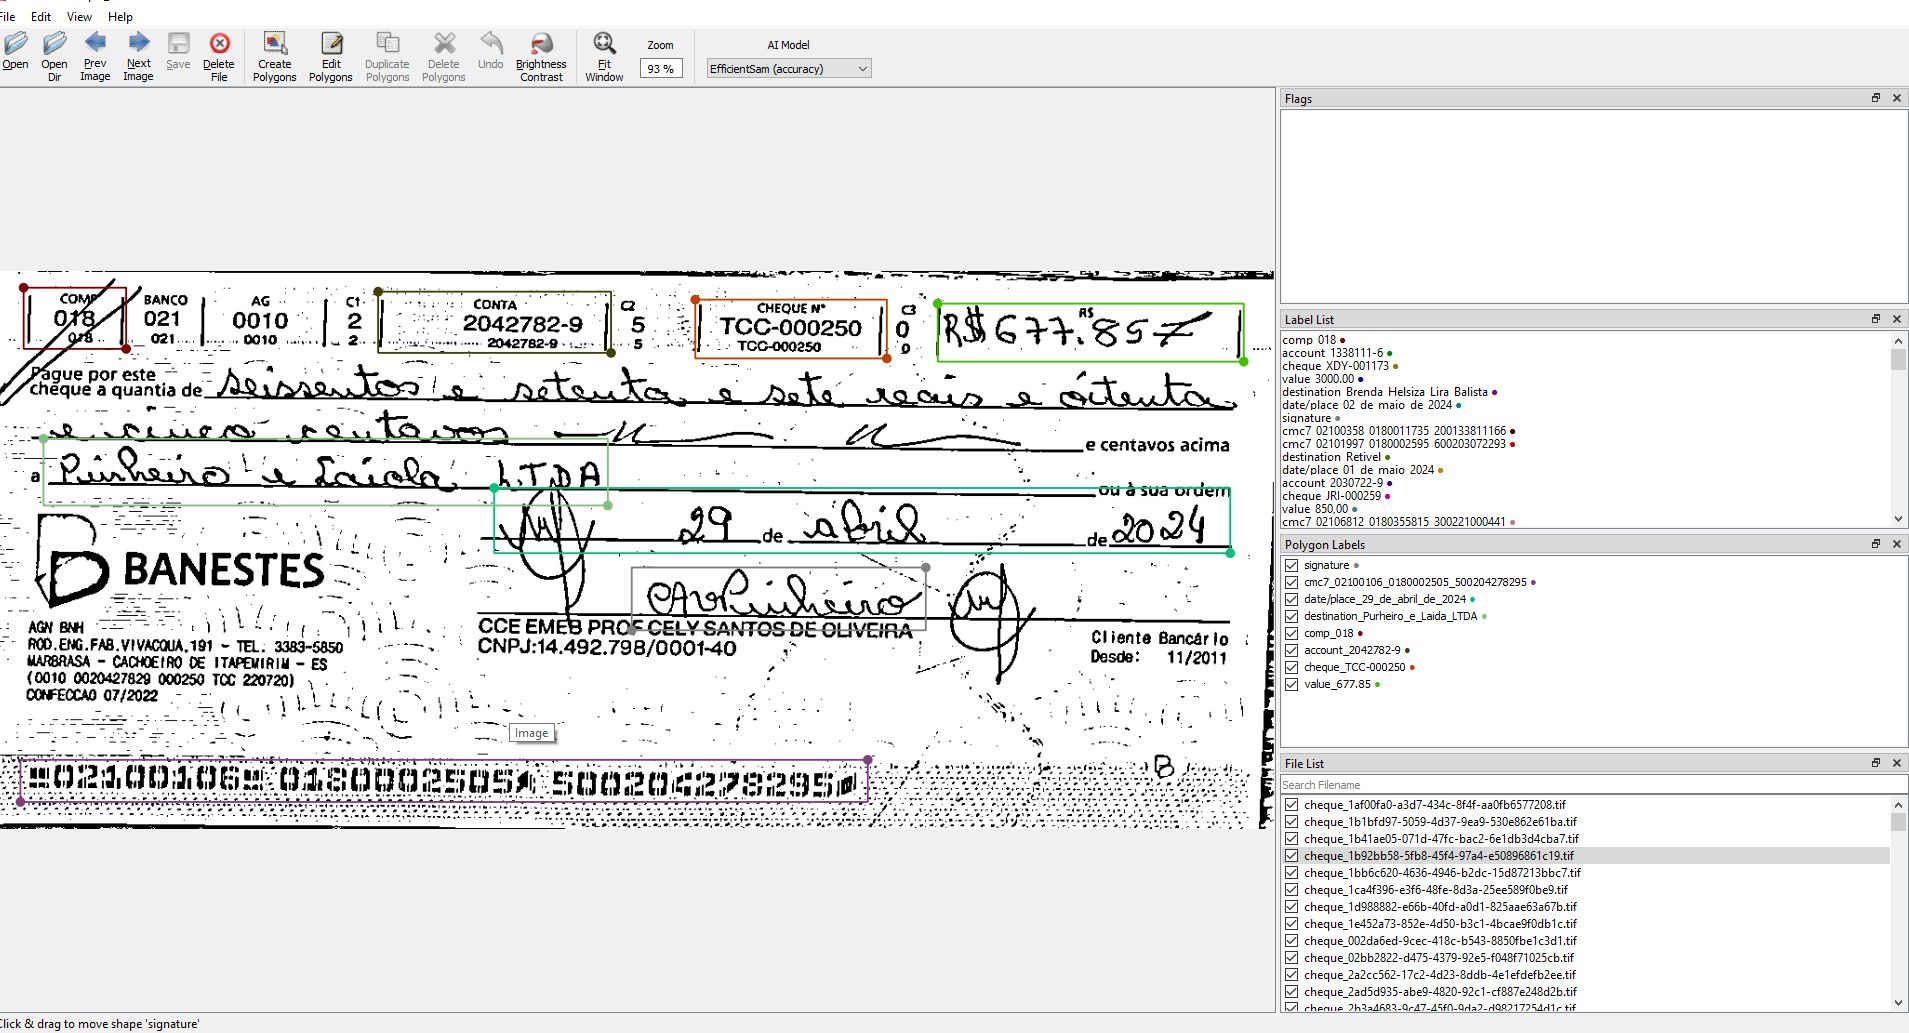 File Edit View Help
Open Open Dir Prev Image Next Image Save Delete File Create Polygons Edit Polygons Duplicate Polygons Delete Polygons Undo Brightness Contrast Fit Window Zoom 93 % AI Model EfficientSam (accuracy)
COMP BANCO AG C1 CONTA C2 CHEQUE N° C3 R$
018 021 0010 2 2042782-9 5 TCC-000250 0 R$ 677.85
018 021 0010 2 2042782-9 5 TCC-000250 0
Pague por este
cheque a quantia de seissentos e setenta e sete reais e oitenta
e cinco centavos e centavos acima
a Pinheiro e Laiola LTDA
ou à sua ordem
29 de abril de 2024
BANESTES
Pinheiro
CCE EMEB PROF CELY SANTOS DE OLIVEIRA
CNPJ:14.492.798/0001-40
Cliente Bancário
Desde: 11/2011
AGN BNH
ROD.ENG.FAB.VIVACQUA,191 - TEL. 3383-5850
MARBRASA - CACHOEIRO DE ITAPEMIRIM - ES
(0010 0020427829 000250 TCC 220720)
CONFECCAO 07/2022
Image
02100106 0180002505 500204278295
B
Click & drag to move shape 'signature'
Flags
Label List
comp 018
account 1338111-6
cheque XDY-001173
value 3000.00
destination Brenda Helsiza Lira Balista
date/place 02 de maio de 2024
signature
cmc7 02100358 0180011735 200133811166
cmc7 02101997 0180002595 600203072293
destination Retivel
date/place 01 de maio 2024
account 2030722-9
cheque JRI-000259
value 850,00
cmc7 02106812 0180355815 300221000441
Polygon Labels
signature
cmc7_02100106_0180002505_500204278295
date/place_29_de_abril_de_2024
destination_Purheiro_e_Laida_LTDA
comp_018
account_2042782-9
cheque_TCC-000250
value_677.85
File List
Search Filename
cheque_1af00fa0-a3d7-434c-8f4f-aa0fb6577208.tif
cheque_1b1bfd97-5059-4d37-9ea9-530e862e61ba.tif
cheque_1b41ae05-071d-47fc-bac2-6e1db3d4cba7.tif
cheque_1b92bb58-5fb8-45f4-97a4-e50896861c19.tif
cheque_1bb6c620-4636-4946-b2dc-15d87213bbc7.tif
cheque_1ca4f396-e3f6-48fe-8d3a-25ee589f0be9.tif
cheque_1d988882-e66b-40fd-a0d1-825aae63a67b.tif
cheque_1e452a73-852e-4d50-b3c1-4bcae9f0db1c.tif
cheque_002da6ed-9cec-418c-b543-8850fbe1c3d1.tif
cheque_02bb2822-d475-4379-92e5-f048f71025cb.tif
cheque_2a2cc562-17c2-4d23-8ddb-4e1efdefb2ee.tif
cheque_2ad5d935-abe9-4820-92c1-cf887e248d2b.tif
cheque_2b3a4683-9c47-45f0-9da2-d98217254d1c.tif